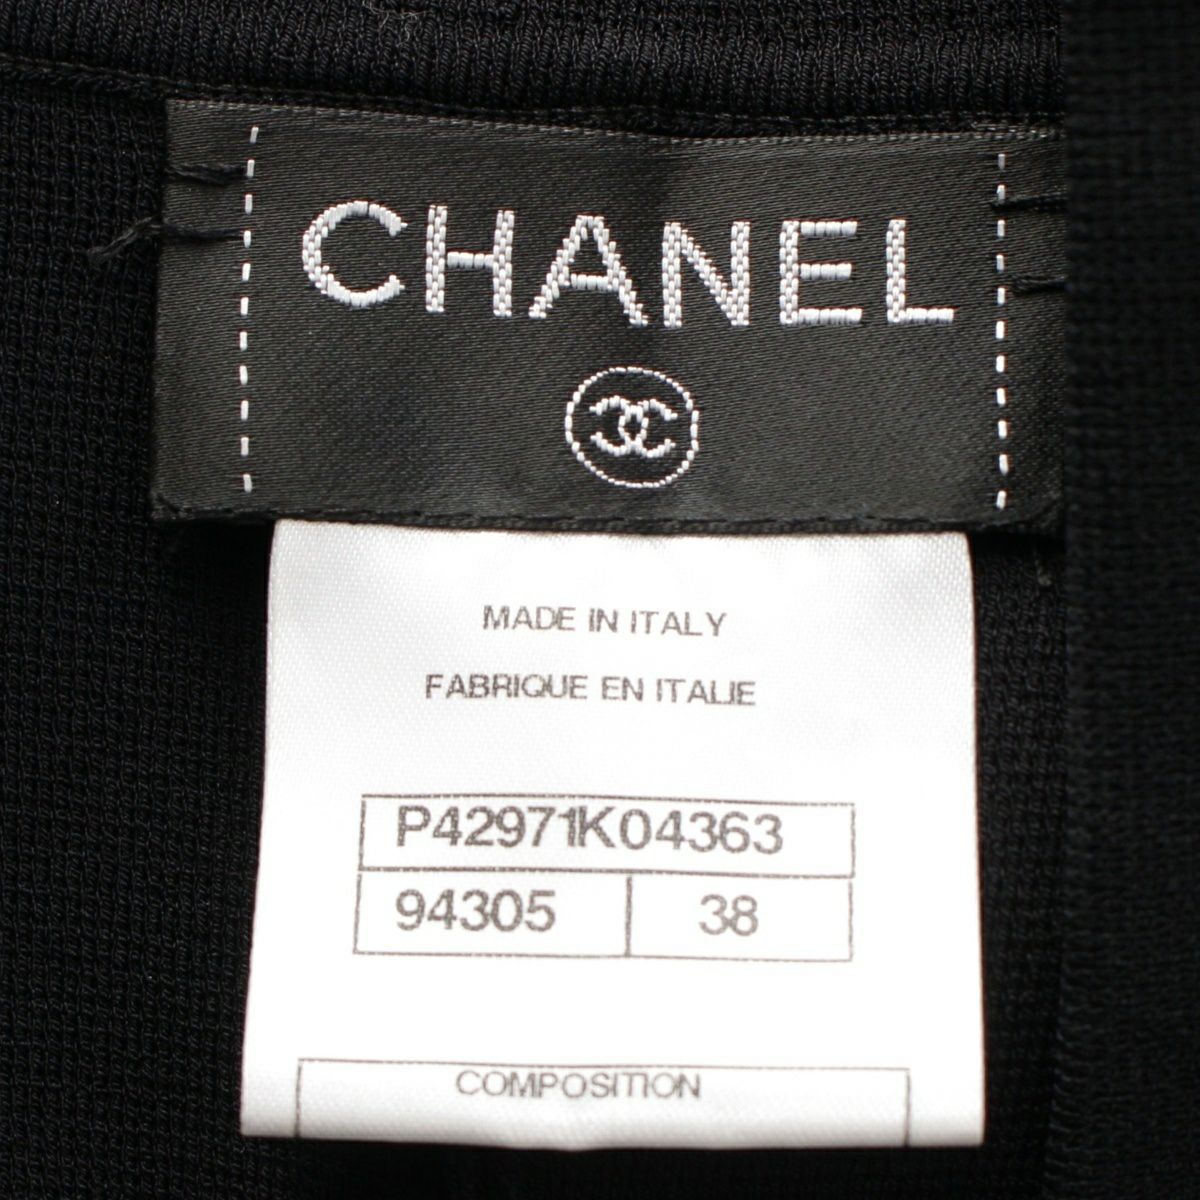 CHANEL
MADE IN ITALY
FABRIQUE EN ITALIE
P42971K04363
94305 38
COMPOSITION